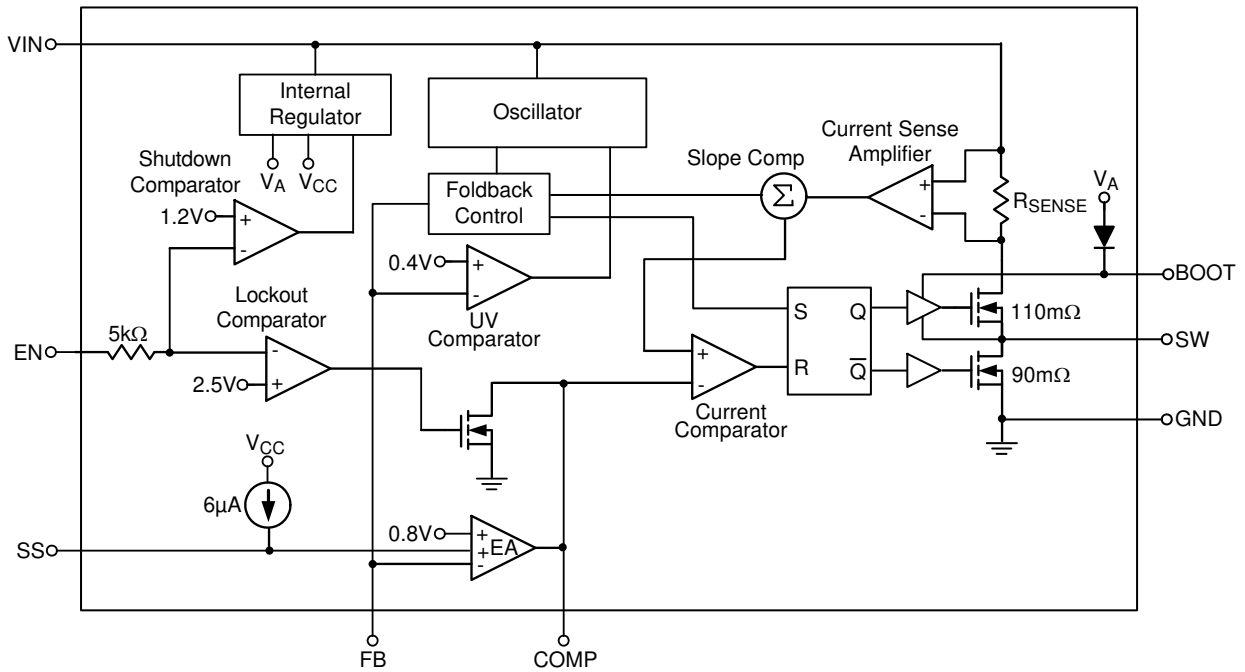 VIN
Internal
Regulator
Oscillator
Current Sense
Amplifier
Shutdown
Comparator
VA
VCC
Slope Comp
Foldback
Control
Σ
+
-
RSENSE
VA
1.2V
+
-
0.4V
+
-
BOOT
Lockout
Comparator
UV
Comparator
S
Q
110mΩ
EN
5kΩ
-
+
2.5V
+
-
R
Q̅
SW
90mΩ
Current
Comparator
GND
VCC
6µA
0.8V
+
+
-
EA
SS
FB
COMP